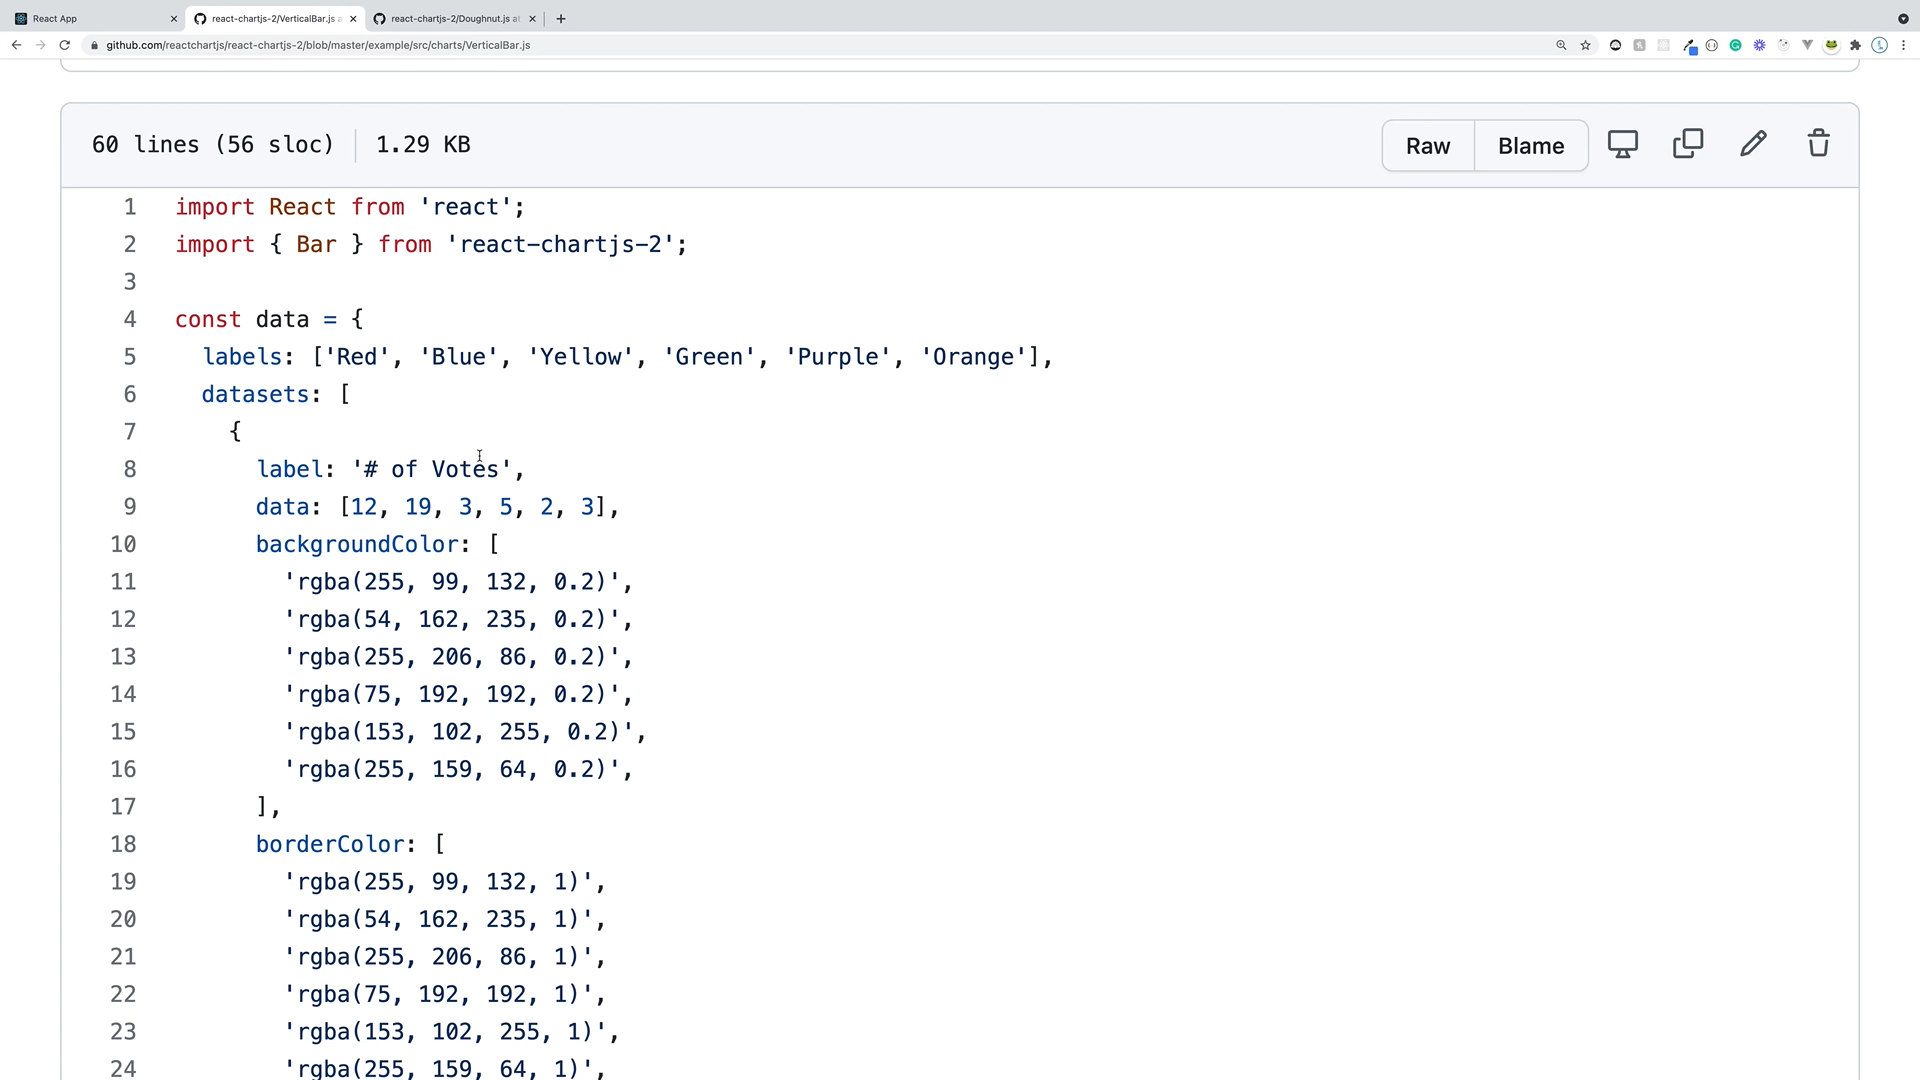 React App
react-chartjs-2/VerticalBar.js a
react-chartjs-2/Doughnut.js at
github.com/reactchartjs/react-chartjs-2/blob/master/example/src/charts/VerticalBar.js
60 lines (56 sloc) 1.29 KB
Raw
Blame
1 import React from 'react';
2 import { Bar } from 'react-chartjs-2';
3
4 const data = {
5 labels: ['Red', 'Blue', 'Yellow', 'Green', 'Purple', 'Orange'],
6 datasets: [
7 {
8 label: '# of Votes',
9 data: [12, 19, 3, 5, 2, 3],
10 backgroundColor: [
11 'rgba(255, 99, 132, 0.2)',
12 'rgba(54, 162, 235, 0.2)',
13 'rgba(255, 206, 86, 0.2)',
14 'rgba(75, 192, 192, 0.2)',
15 'rgba(153, 102, 255, 0.2)',
16 'rgba(255, 159, 64, 0.2)',
17 ],
18 borderColor: [
19 'rgba(255, 99, 132, 1)',
20 'rgba(54, 162, 235, 1)',
21 'rgba(255, 206, 86, 1)',
22 'rgba(75, 192, 192, 1)',
23 'rgba(153, 102, 255, 1)',
24 'rgba(255, 159, 64, 1)',